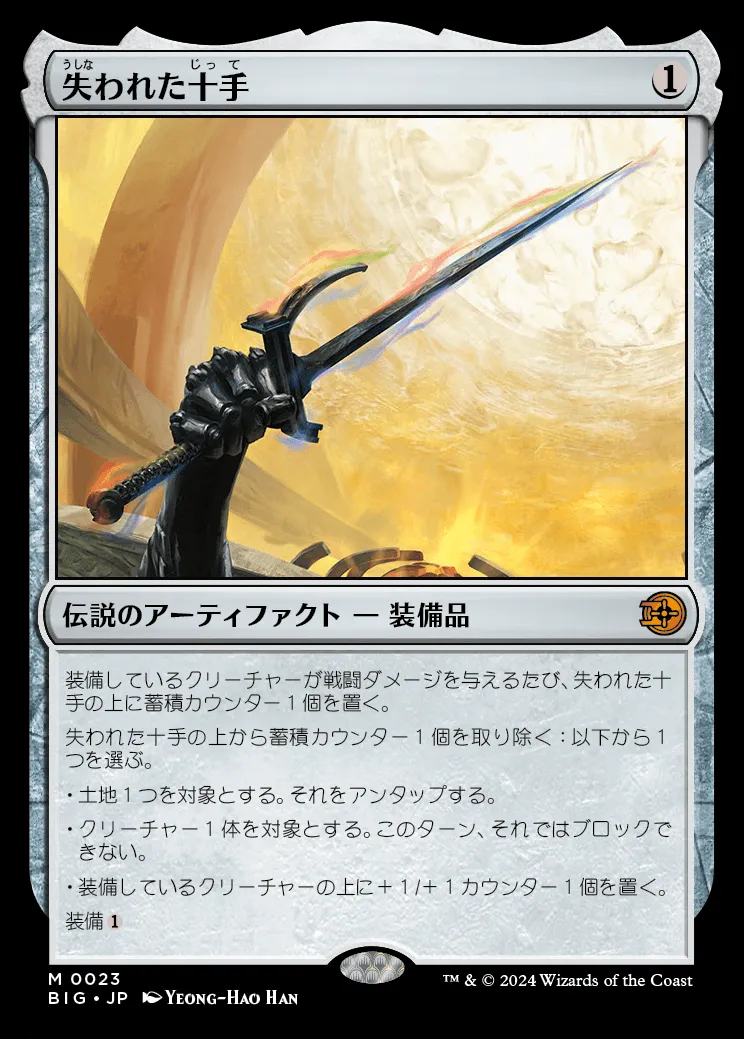 うしな じって
失われた十手 1
伝説のアーティファクト ― 装備品
装備しているクリーチャーが戦闘ダメージを与えるたび、失われた十
手の上に蓄積カウンター1個を置く。
失われた十手の上から蓄積カウンター1個を取り除く:以下から1
つを選ぶ。
・土地1つを対象とする。それをアンタップする。
・クリーチャー1体を対象とする。このターン、それではブロックで
きない。
・装備しているクリーチャーの上に+1/+1カウンター1個を置く。
装備 1
M 0023
BIG・JP YEONG-HAO HAN
™ & © 2024 Wizards of the Coast